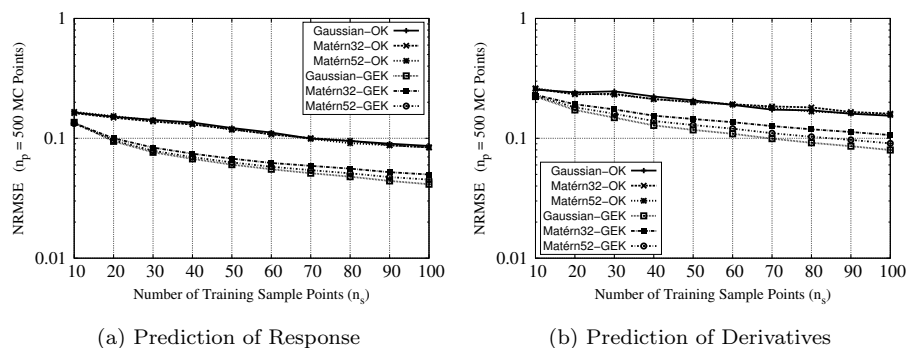 1
0.1
0.01
NRMSE (np = 500 MC Points)
Gaussian−OK
Matérn32−OK
Matérn52−OK
Gaussian−GEK
Matérn32−GEK
Matérn52−GEK
10 20 30 40 50 60 70 80 90 100
Number of Training Sample Points (ns)
(a) Prediction of Response
1
0.1
0.01
NRMSE (np = 500 MC Points)
Gaussian−OK
Matérn32−OK
Matérn52−OK
Gaussian−GEK
Matérn32−GEK
Matérn52−GEK
10 20 30 40 50 60 70 80 90 100
Number of Training Sample Points (ns)
(b) Prediction of Derivatives